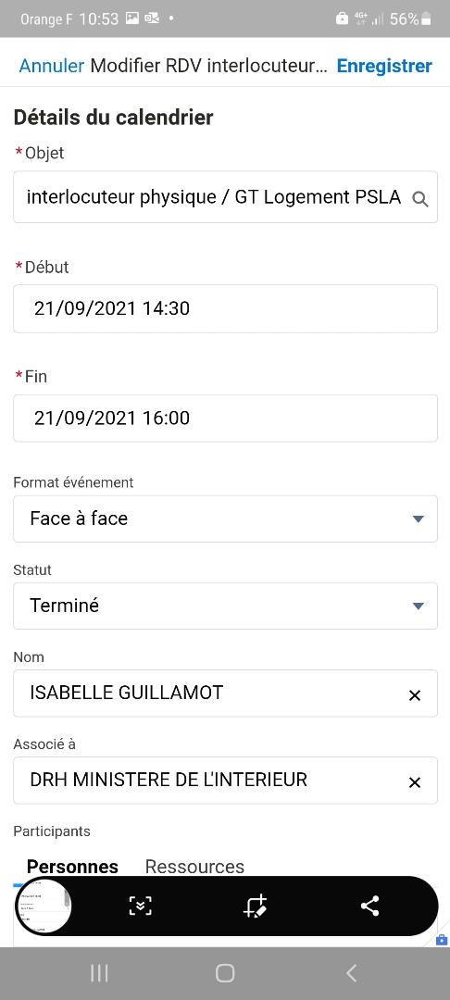 Orange F 10:53 4G+ 56%
Annuler Modifier RDV interlocuteur... Enregistrer
Détails du calendrier
*Objet
interlocuteur physique / GT Logement PSLA
*Début
21/09/2021 14:30
*Fin
21/09/2021 16:00
Format événement
Face à face
Statut
Terminé
Nom
ISABELLE GUILLAMOT
Associé à
DRH MINISTERE DE L'INTERIEUR
Participants
Personnes Ressources